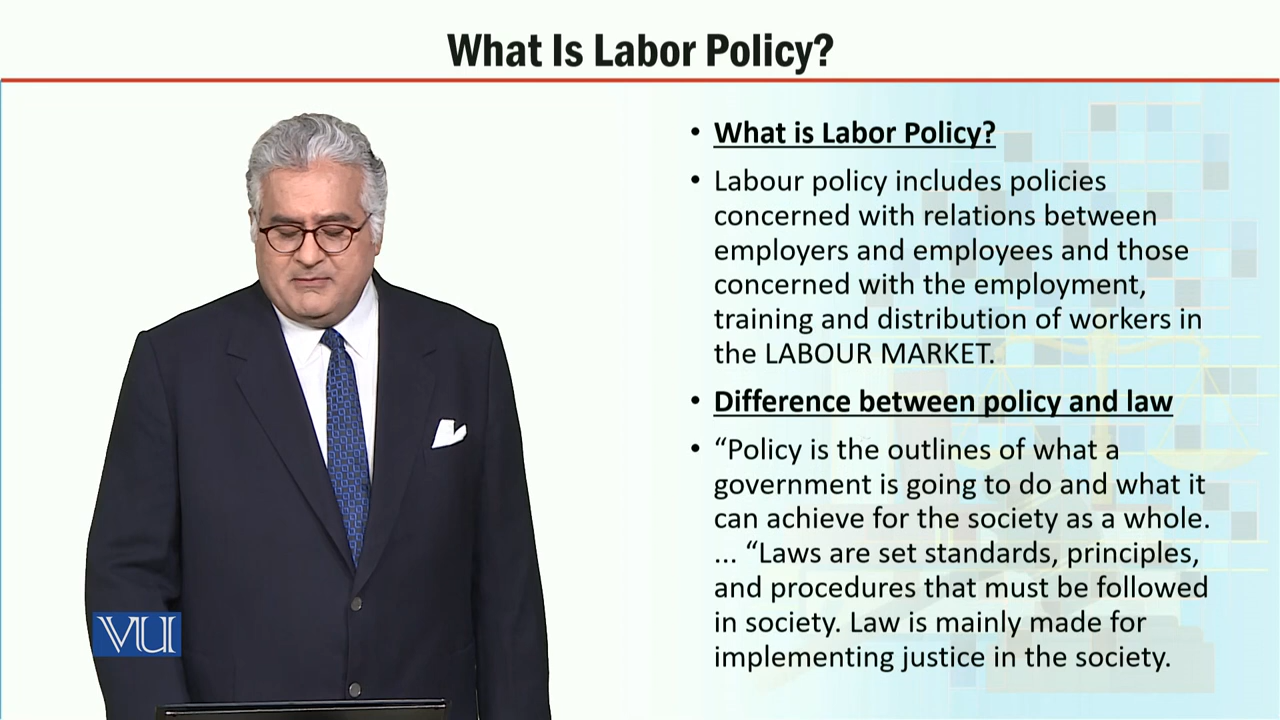 What Is Labor Policy?
• What is Labor Policy?
• Labour policy includes policies
concerned with relations between
employers and employees and those
concerned with the employment,
training and distribution of workers in
the LABOUR MARKET.
• Difference between policy and law
• “Policy is the outlines of what a
government is going to do and what it
can achieve for the society as a whole.
... “Laws are set standards, principles,
and procedures that must be followed
in society. Law is mainly made for
implementing justice in the society.
VU